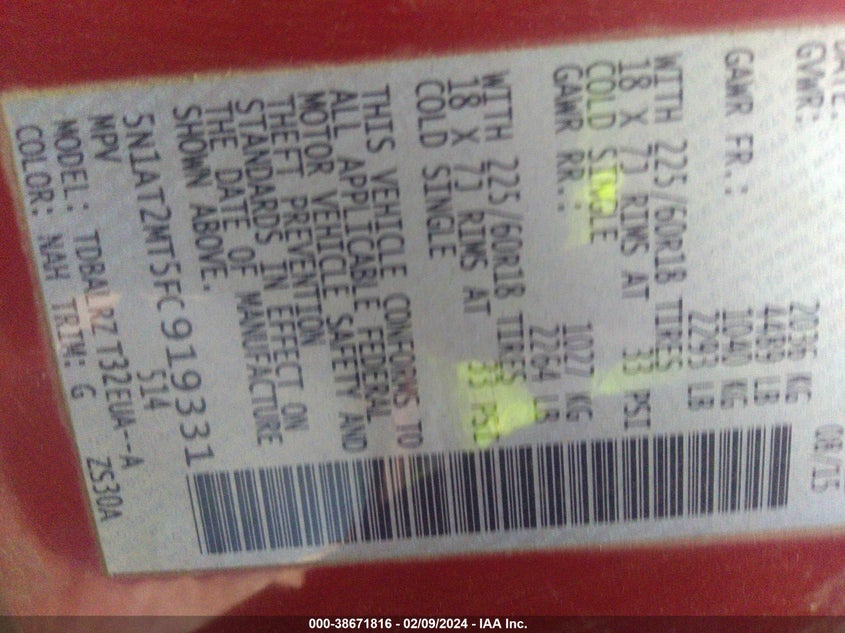 DATE: 08/15
GVWR: 2036 KG
4489 LB
GAWR FR.: 1040 KG
2293 LB
WITH 225/60R18 TIRES
18 X 7J RIMS AT 33 PSI
COLD SINGLE
GAWR RR.: 1027 KG
2264 LB
WITH 225/60R18 TIRES
18 X 7J RIMS AT 33 PSI
COLD SINGLE
THIS VEHICLE CONFORMS TO
ALL APPLICABLE FEDERAL
MOTOR VEHICLE SAFETY AND
THEFT PREVENTION
STANDARDS IN EFFECT ON
THE DATE OF MANUFACTURE
SHOWN ABOVE.
5N1AT2MT5FC919331
MPV 514
MODEL: TDBALRZ T32EUA--A
COLOR: NAH TRIM: G ZS30A
000-38671816 - 02/09/2024 - IAA Inc.